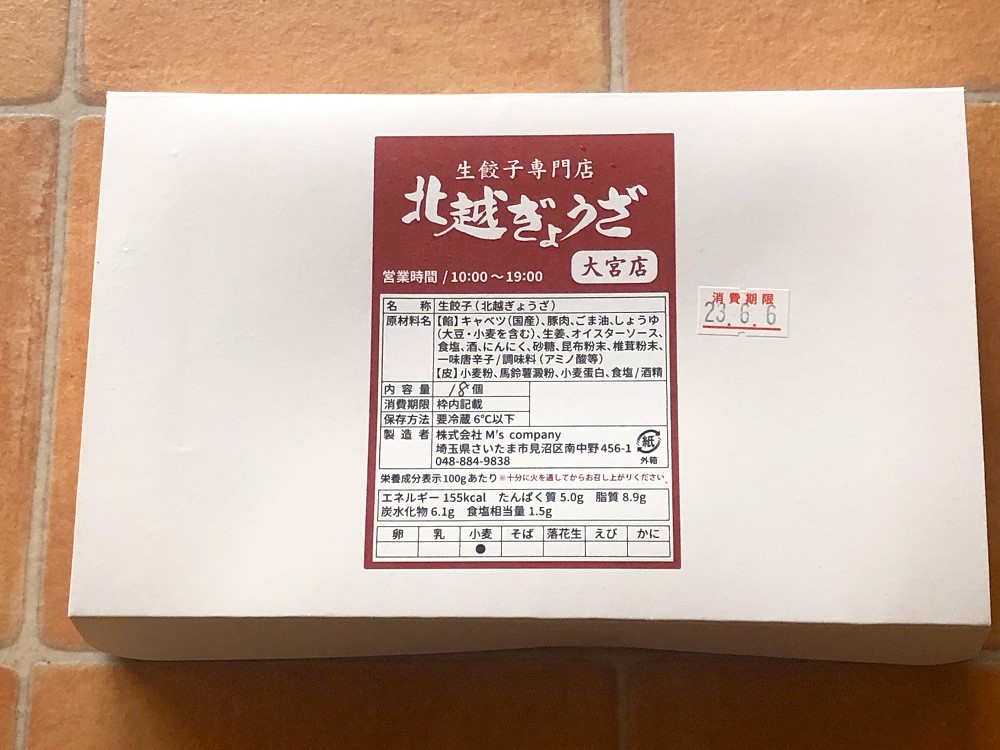 生餃子専門店
北越ぎょうざ
大宮店
営業時間 / 10:00 ～ 19:00
名 称 生餃子(北越ぎょうざ)
原材料名 【餡】キャベツ(国産)、豚肉、ごま油、しょうゆ
(大豆・小麦を含む)、生姜、オイスターソース、
食塩、酒、にんにく、砂糖、昆布粉末、椎茸粉末、
一味唐辛子/調味料(アミノ酸等)
【皮】小麦粉、馬鈴薯澱粉、小麦蛋白、食塩/酒精
内 容 量 18個
消費期限 枠内記載
保存方法 要冷蔵 6℃以下
製 造 者 株式会社 M's company
埼玉県さいたま市見沼区南中野456-1
048-884-9838
紙
外箱
栄養成分表示100gあたり ※十分に火を通してからお召し上がりください。
エネルギー 155kcal たんぱく質 5.0g 脂質 8.9g
炭水化物 6.1g 食塩相当量 1.5g
卵 乳 小麦 そば 落花生 えび かに
●
消費期限
23.6.6